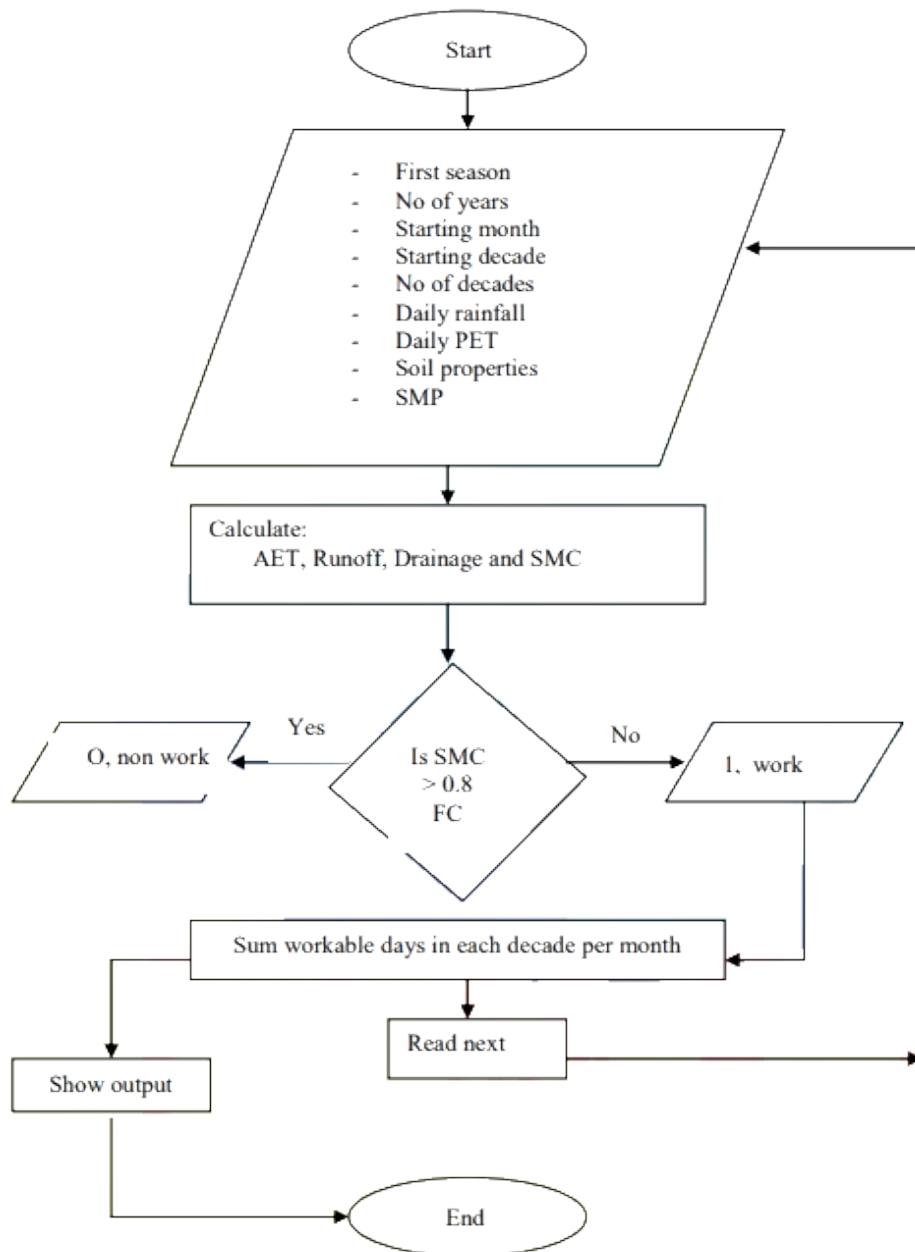 Start
- First season
- No of years
- Starting month
- Starting decade
- No of decades
- Daily rainfall
- Daily PET
- Soil properties
- SMP
Calculate:
AET, Runoff, Drainage and SMC
Yes
No
O, non work
Is SMC
> 0.8
FC
1, work
Sum workable days in each decade per month
Read next
Show output
End